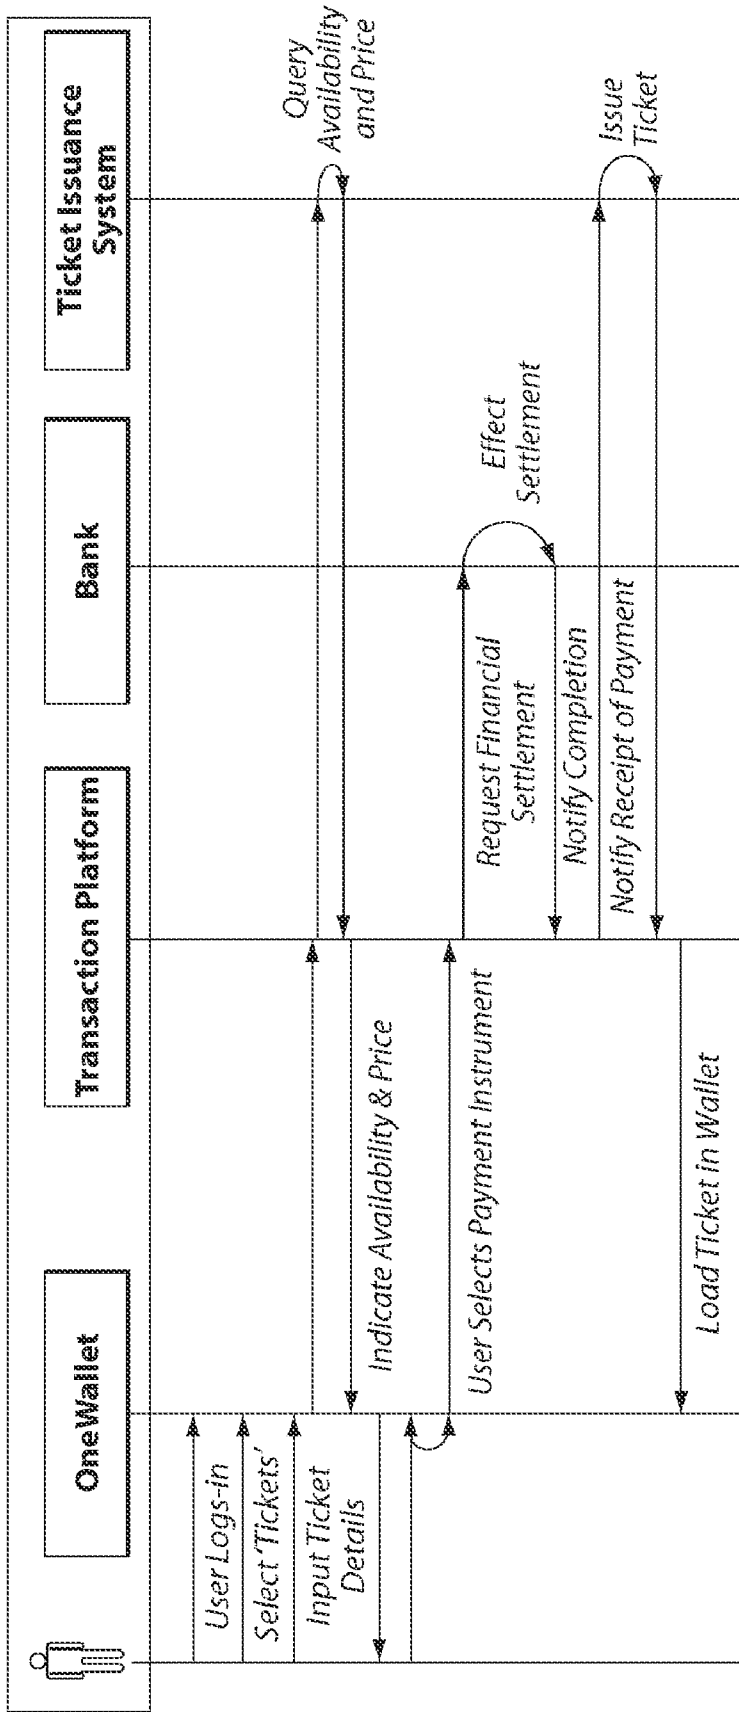 OneWallet
Transaction Platform
Bank
Ticket Issuance
System
User Logs-in
Select 'Tickets'
Input Ticket
Details
Query
Availability
and Price
Indicate Availability & Price
User Selects Payment Instrument
Request Financial
Settlement
Effect
Settlement
Notify Completion
Notify Receipt of Payment
Issue
Ticket
Load Ticket in Wallet